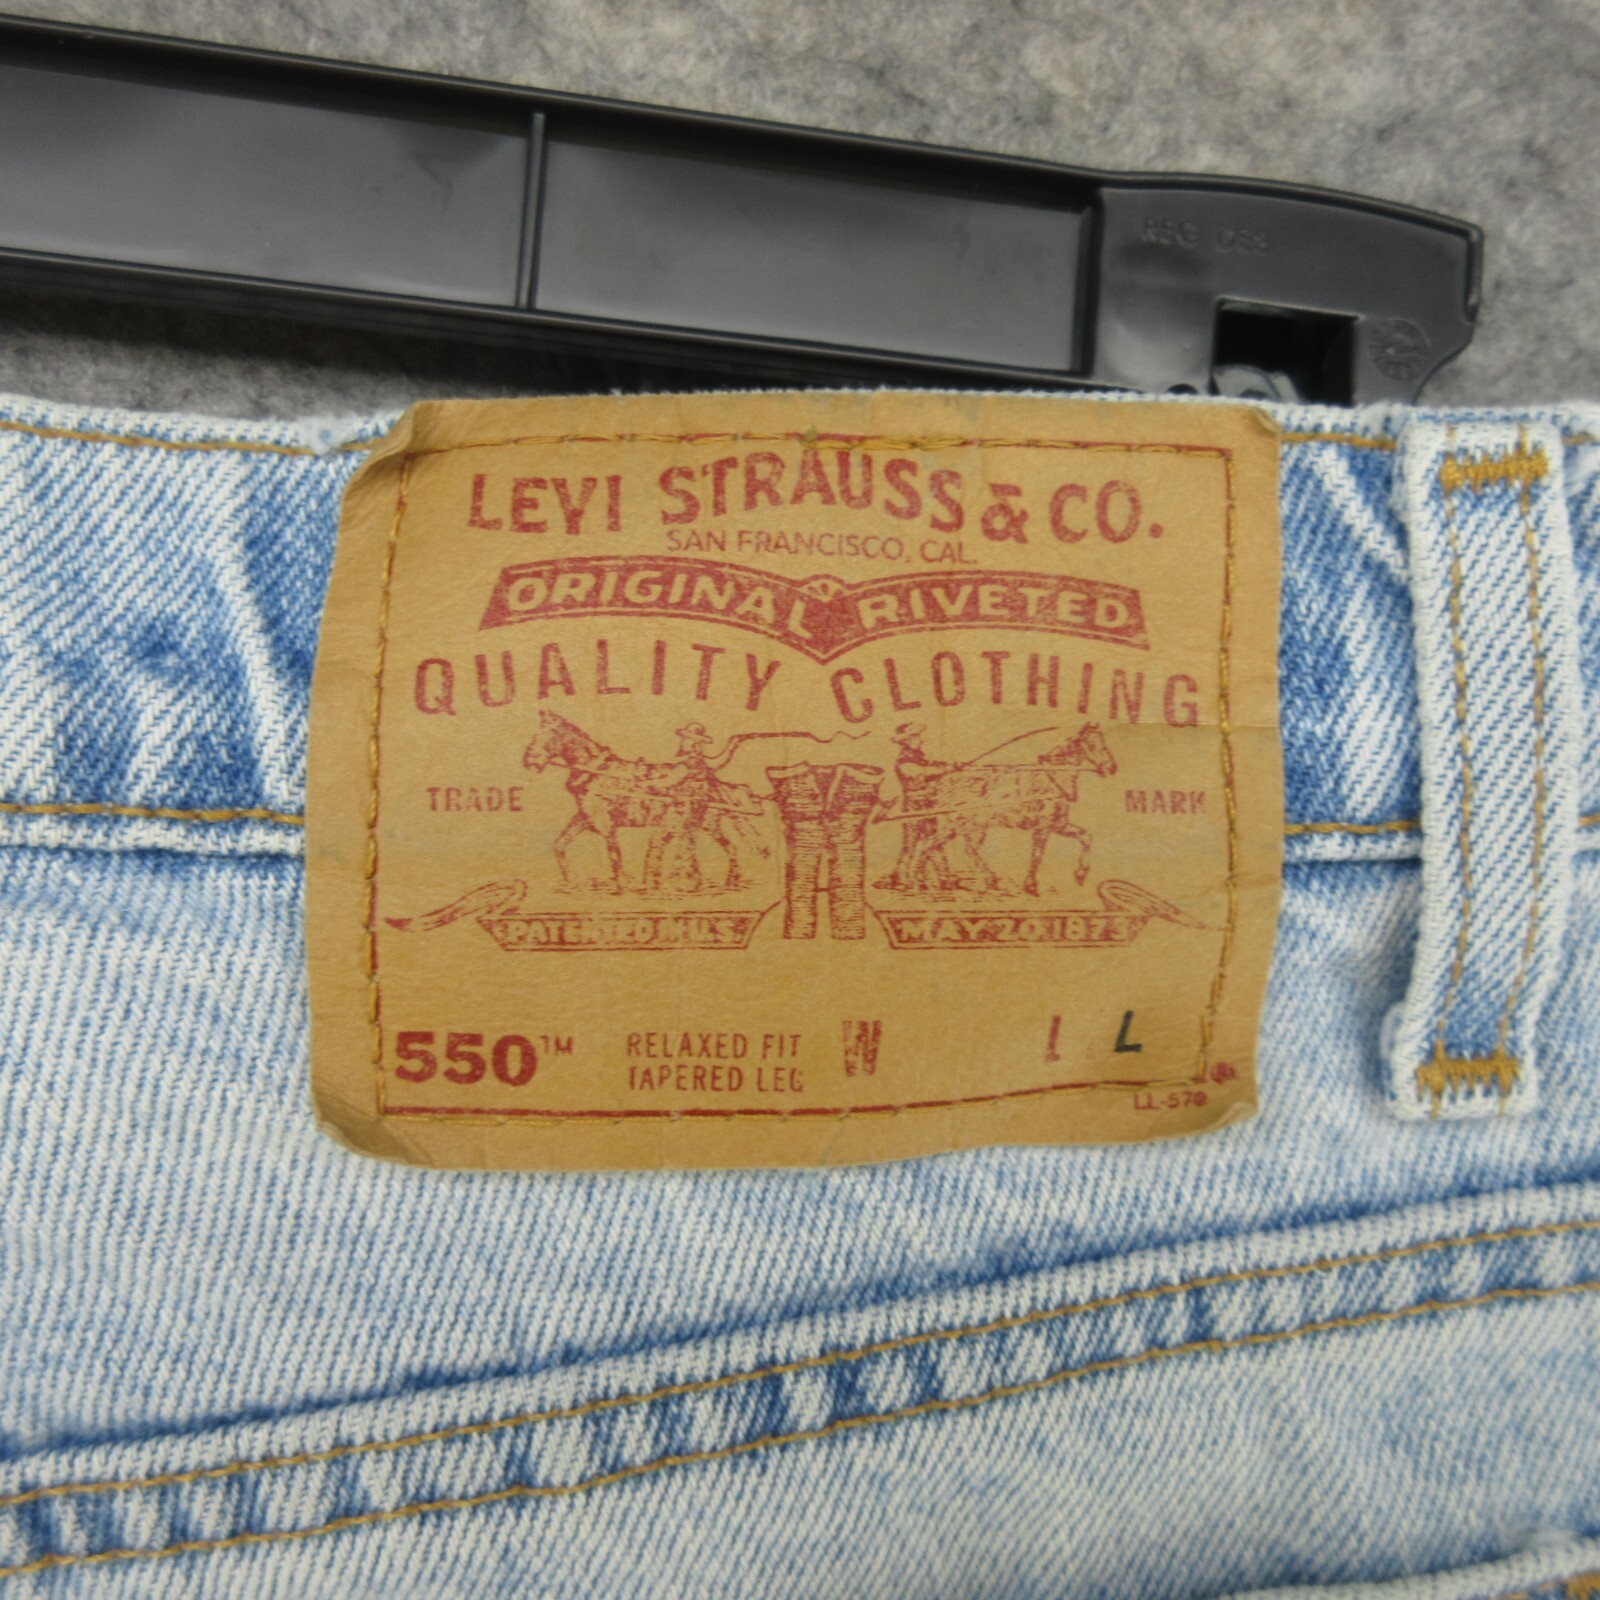 REG DES
LEVI STRAUSS & CO.
SAN FRANCISCO, CAL.
ORIGINAL RIVETED
QUALITY CLOTHING
TRADE MARK
PATENTED IN U.S. MAY 20 1873
550™ RELAXED FIT W L L
TAPERED LEG
LL-570